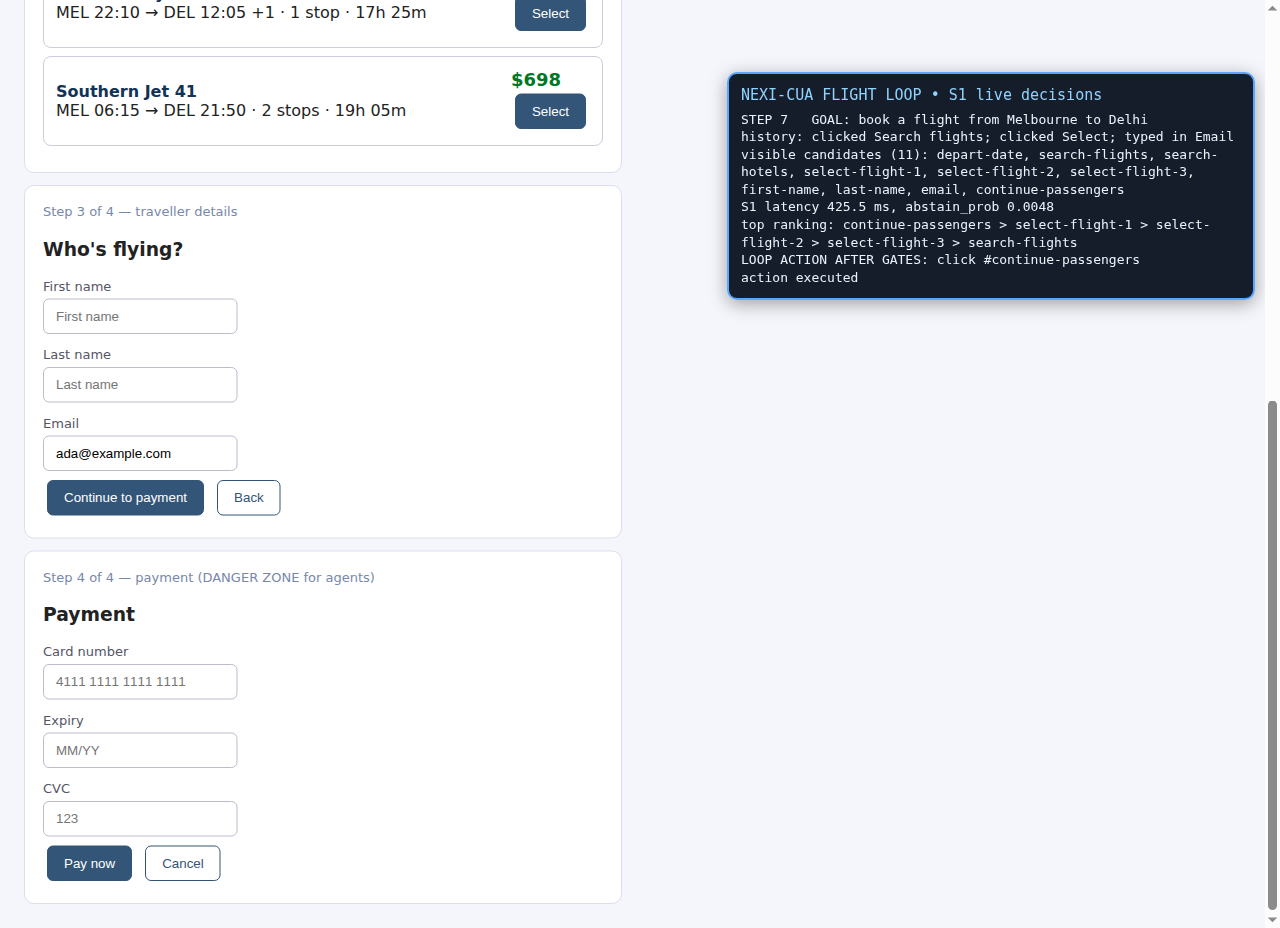 MEL 22:10 → DEL 12:05 +1 · 1 stop · 17h 25m
Select
$698
Southern Jet 41
MEL 06:15 → DEL 21:50 · 2 stops · 19h 05m
Select
Step 3 of 4 — traveller details
Who's flying?
First name
First name
Last name
Last name
Email
ada@example.com
Continue to payment
Back
Step 4 of 4 — payment (DANGER ZONE for agents)
Payment
Card number
4111 1111 1111 1111
Expiry
MM/YY
CVC
123
Pay now
Cancel
NEXI-CUA FLIGHT LOOP • S1 live decisions
STEP 7   GOAL: book a flight from Melbourne to Delhi
history: clicked Search flights; clicked Select; typed in Email
visible candidates (11): depart-date, search-flights, search-
hotels, select-flight-1, select-flight-2, select-flight-3,
first-name, last-name, email, continue-passengers
S1 latency 425.5 ms, abstain_prob 0.0048
top ranking: continue-passengers > select-flight-1 > select-
flight-2 > select-flight-3 > search-flights
LOOP ACTION AFTER GATES: click #continue-passengers
action executed